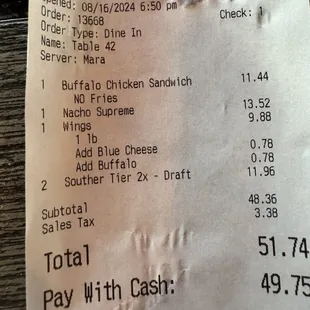 pened: 08/16/2024 6:50 pm
Order: 13668
Check: 1
Order Type: Dine In
Name: Table 42
Server: Mara
1 Buffalo Chicken Sandwich 11.44
NO Fries
1 Nacho Supreme 13.52
1 Wings 9.88
1 lb
Add Blue Cheese 0.78
Add Buffalo 0.78
2 Souther Tier 2x - Draft 11.96
Subtotal 48.36
Sales Tax 3.38
Total 51.74
Pay With Cash: 49.75